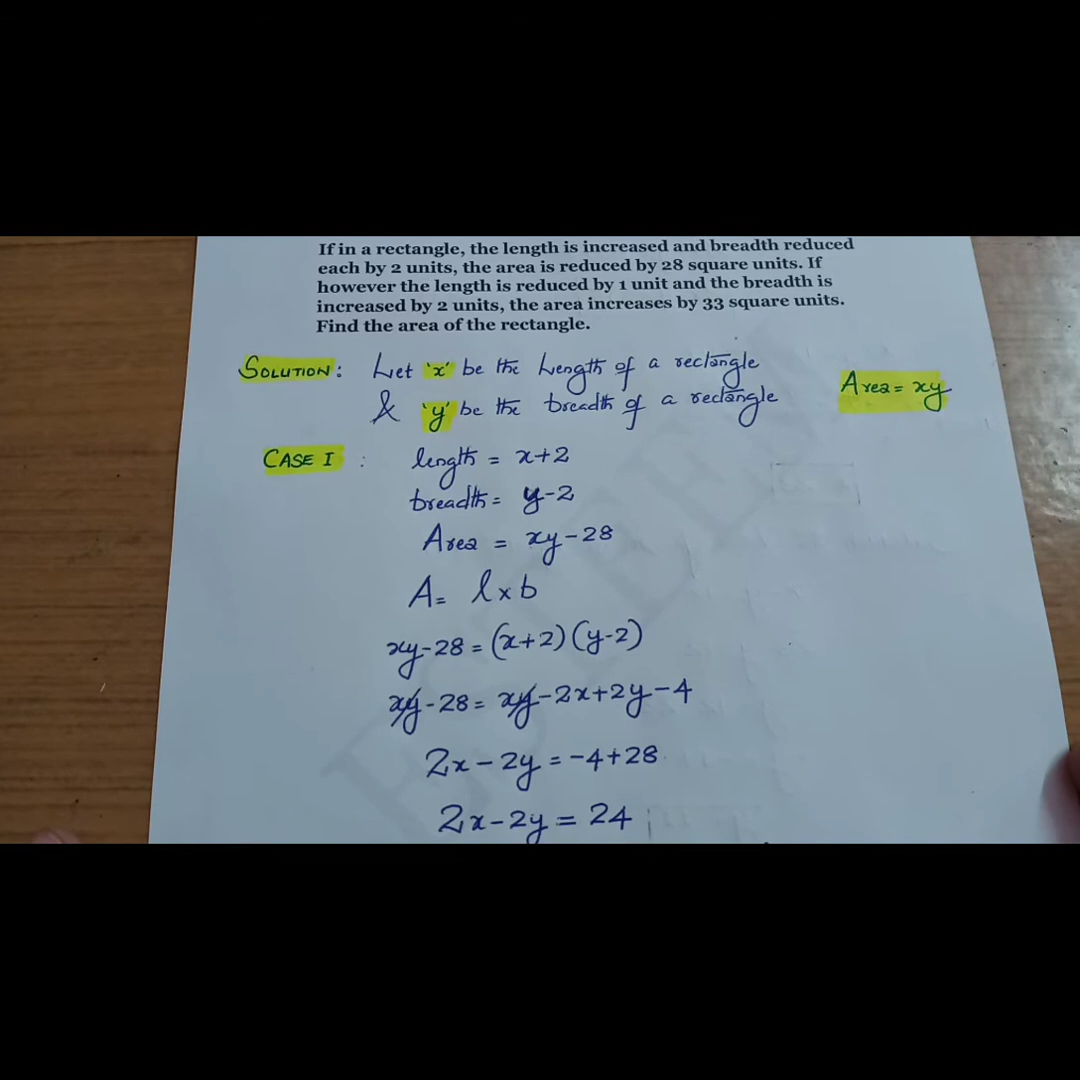 If in a rectangle, the length is increased and breadth reduced
each by 2 units, the area is reduced by 28 square units. If
however the length is reduced by 1 unit and the breadth is
increased by 2 units, the area increases by 33 square units.
Find the area of the rectangle.
SOLUTION: Let 'x' be the length of a rectangle
& 'y' be the breadth of a rectangle
Area = xy
CASE I : length = x+2
breadth = y-2
Area = xy-28
A= l×b
xy-28 = (x+2)(y-2)
xy-28 = xy-2x+2y-4
2x-2y = -4+28
2x-2y = 24